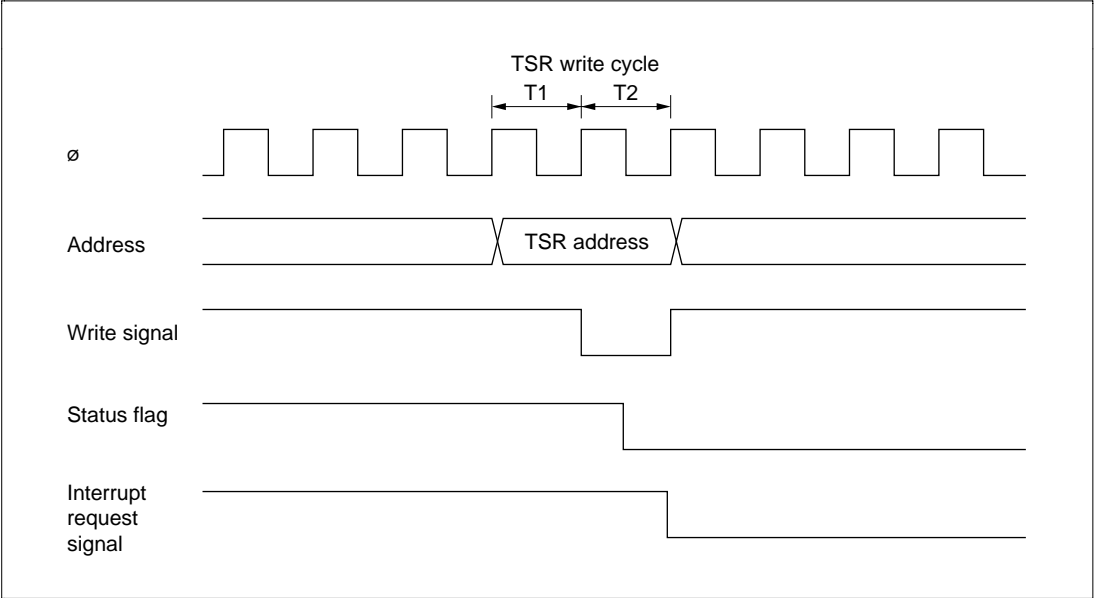 TSR write cycle
T1 T2
ø
Address
TSR address
Write signal
Status flag
Interrupt
request
signal